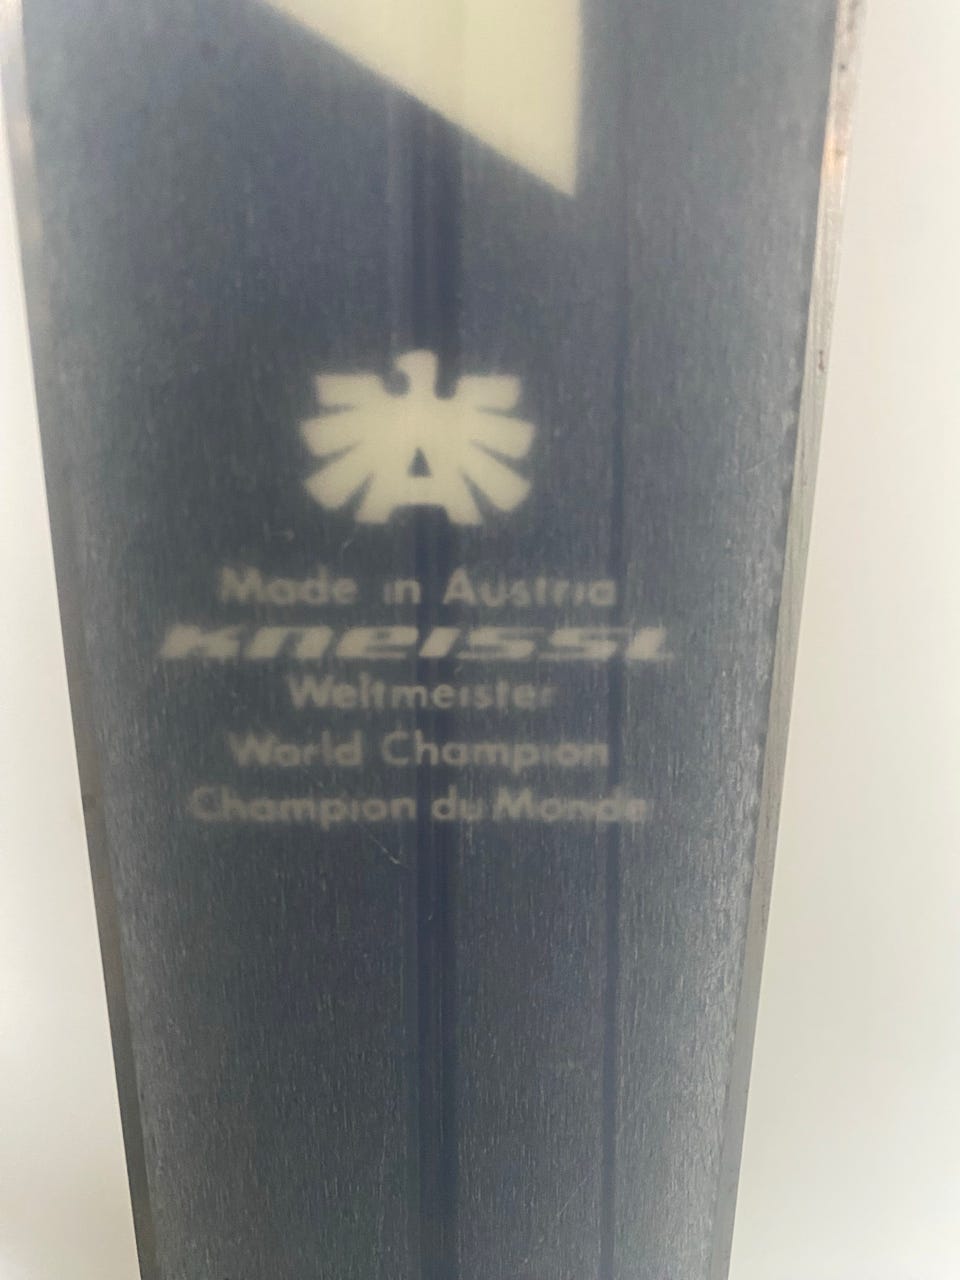 A
Made in Austria
Kneissl
Weltmeister
World Champion
Champion du Monde